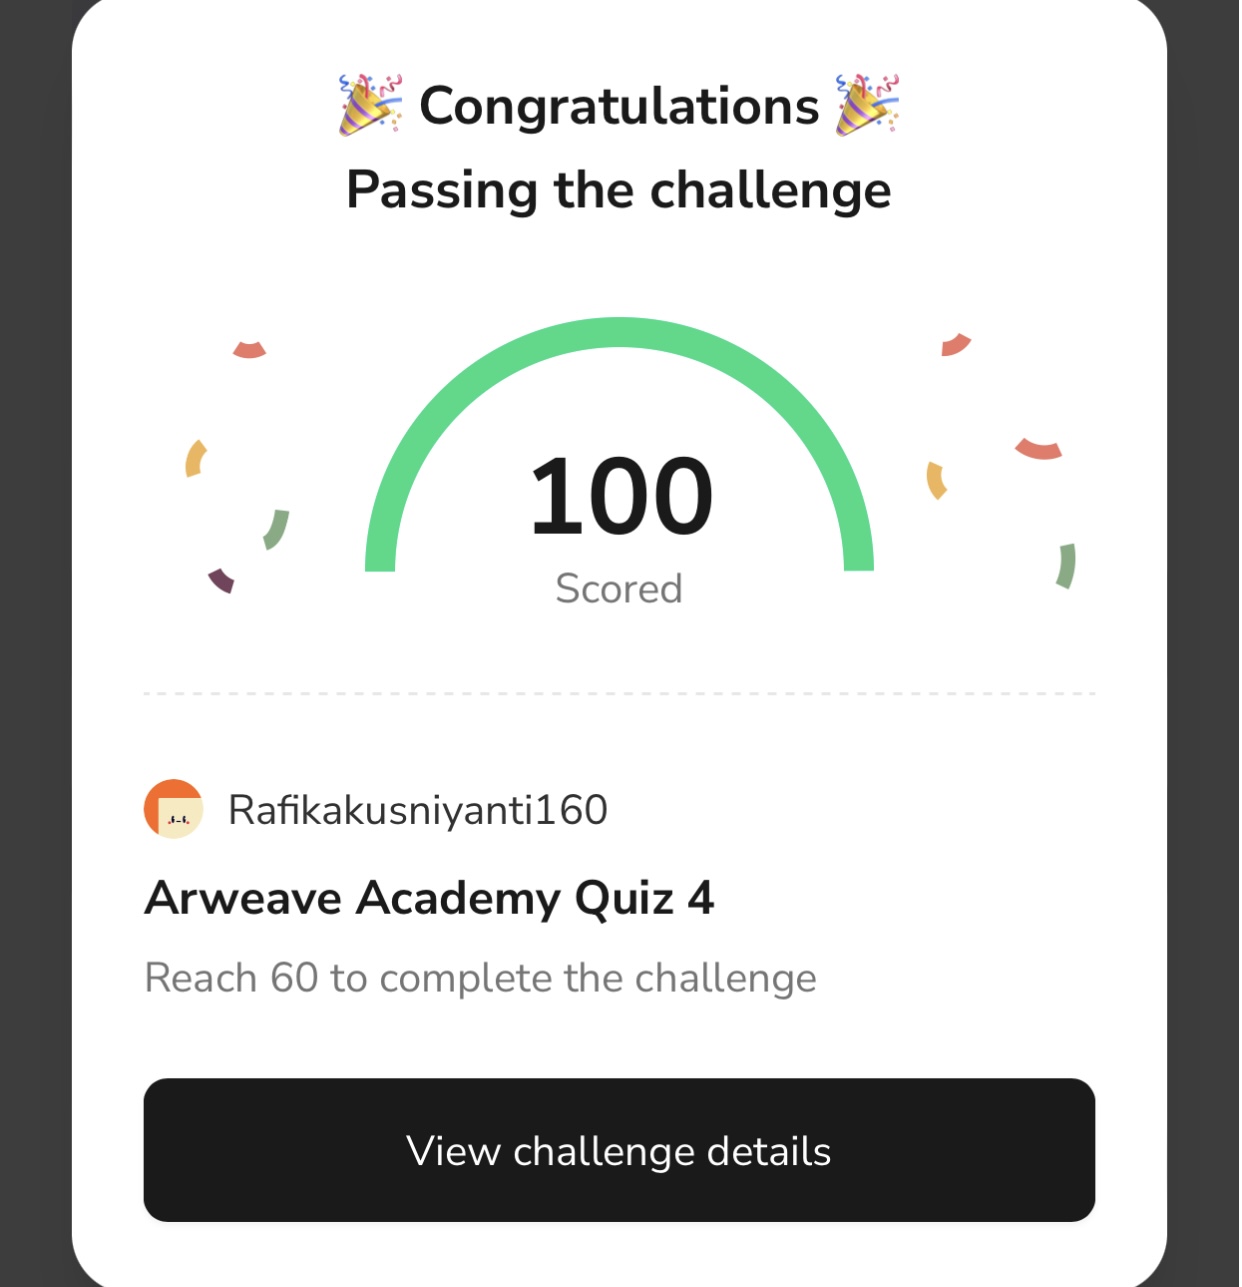 🎉 Congratulations 🎉
Passing the challenge
100
Scored
Rafikakusniyanti160
Arweave Academy Quiz 4
Reach 60 to complete the challenge
View challenge details